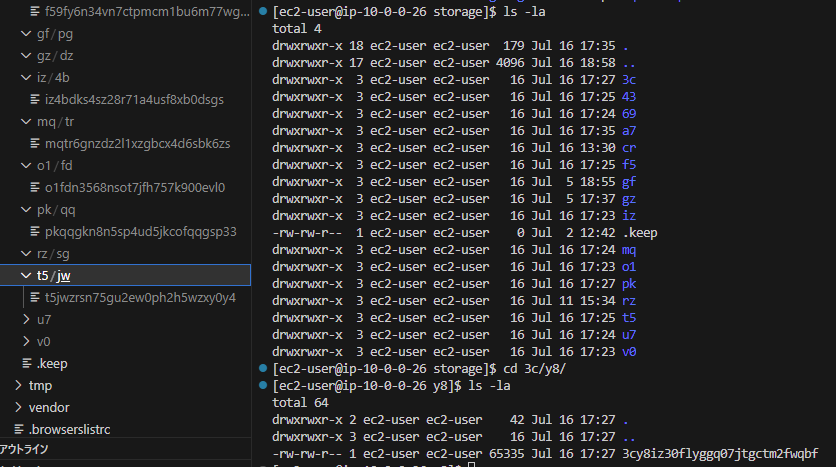 f59fy6n34vn7ctpmcm1bu6m77wg...
gf / pg
gz / dz
iz / 4b
iz4bdks4sz28r71a4usf8xb0dsgs
mq / tr
mqtr6gnzdz2l1xzgbcx4d6sbk6zs
o1 / fd
o1fdn3568nsot7jfh757k900evl0
pk / qq
pkqqgkn8n5sp4ud5jkcofqqgsp33
rz / sg
t5 / jw
t5jwzrsn75gu2ew0ph2h5wzxy0y4
u7
v0
.keep
tmp
vendor
.browserslistrc
アウトライン
[ec2-user@ip-10-0-0-26 storage]$ ls -la
total 4
drwxrwxr-x 18 ec2-user ec2-user  179 Jul 16 17:35 .
drwxrwxr-x 17 ec2-user ec2-user 4096 Jul 16 18:58 ..
drwxrwxr-x  3 ec2-user ec2-user   16 Jul 16 17:27 3c
drwxrwxr-x  3 ec2-user ec2-user   16 Jul 16 17:25 43
drwxrwxr-x  3 ec2-user ec2-user   16 Jul 16 17:24 69
drwxrwxr-x  3 ec2-user ec2-user   16 Jul 16 17:35 a7
drwxrwxr-x  3 ec2-user ec2-user   16 Jul 16 13:30 cr
drwxrwxr-x  3 ec2-user ec2-user   16 Jul 16 17:25 f5
drwxrwxr-x  3 ec2-user ec2-user   16 Jul  5 18:55 gf
drwxrwxr-x  3 ec2-user ec2-user   16 Jul  5 17:37 gz
drwxrwxr-x  3 ec2-user ec2-user   16 Jul 16 17:23 iz
-rw-rw-r--  1 ec2-user ec2-user    0 Jul  2 12:42 .keep
drwxrwxr-x  3 ec2-user ec2-user   16 Jul 16 17:24 mq
drwxrwxr-x  3 ec2-user ec2-user   16 Jul 16 17:23 o1
drwxrwxr-x  3 ec2-user ec2-user   16 Jul 16 17:27 pk
drwxrwxr-x  3 ec2-user ec2-user   16 Jul 11 15:34 rz
drwxrwxr-x  3 ec2-user ec2-user   16 Jul 16 17:25 t5
drwxrwxr-x  3 ec2-user ec2-user   16 Jul 16 17:24 u7
drwxrwxr-x  3 ec2-user ec2-user   16 Jul 16 17:23 v0
[ec2-user@ip-10-0-0-26 storage]$ cd 3c/y8/
[ec2-user@ip-10-0-0-26 y8]$ ls -la
total 64
drwxrwxr-x 2 ec2-user ec2-user    42 Jul 16 17:27 .
drwxrwxr-x 3 ec2-user ec2-user    16 Jul 16 17:27 ..
-rw-rw-r-- 1 ec2-user ec2-user 65335 Jul 16 17:27 3cy8iz30flyggq07jtgctm2fwqbf